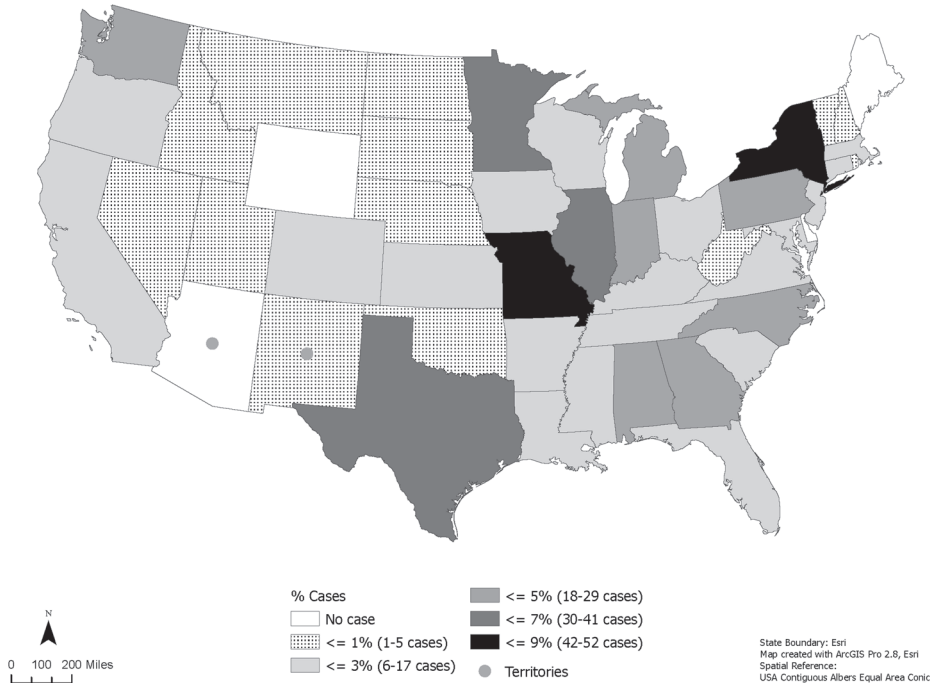 % Cases
No case
<= 1% (1-5 cases)
<= 3% (6-17 cases)
<= 5% (18-29 cases)
<= 7% (30-41 cases)
<= 9% (42-52 cases)
Territories
N
0 100 200 Miles
State Boundary: Esri
Map created with ArcGIS Pro 2.8, Esri
Spatial Reference:
USA Contiguous Albers Equal Area Conic